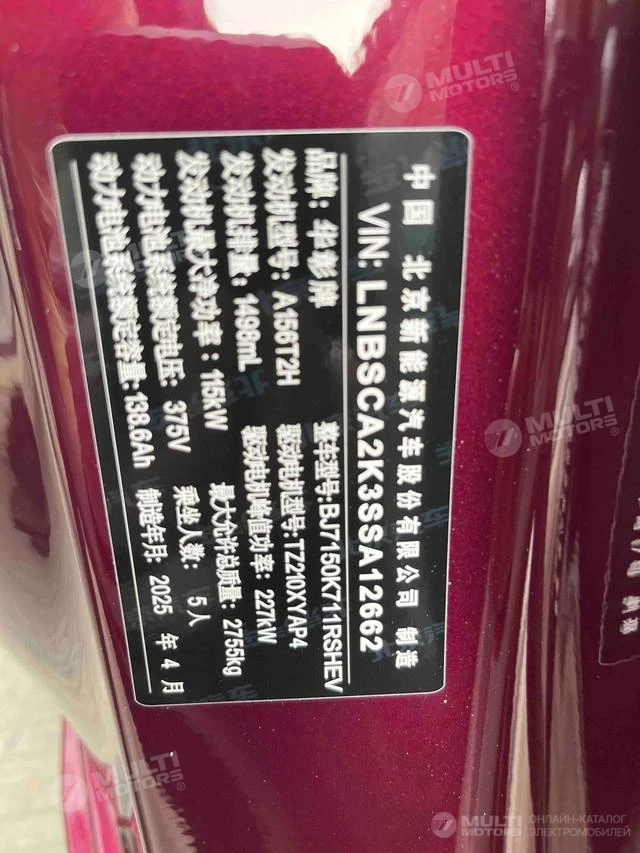 中国 北京新能源汽车股份有限公司 制造
VIN: LNBSCA2K3SSA12662
品牌: 华彰牌 整车型号: BJ7150K711RSHEV
发动机型号: A156T2H 驱动电机型号: TZ210XYAP4
发动机排量: 1498mL 驱动电机峰值功率: 227kW
发动机最大净功率: 115kW 最大允许总质量: 2755kg
动力电池系统额定电压: 375V 乘坐人数: 5人
动力电池系统额定容量: 138.6Ah 制造年月: 2025 年 4 月
MULTI
MOTORS®
MULTI
MOTORS®
MULTI
MOTORS®
MULTI
MOTORS®
ОНЛАЙН-КАТАЛОГ
ЭЛЕКТРОМОБИЛЕЙ